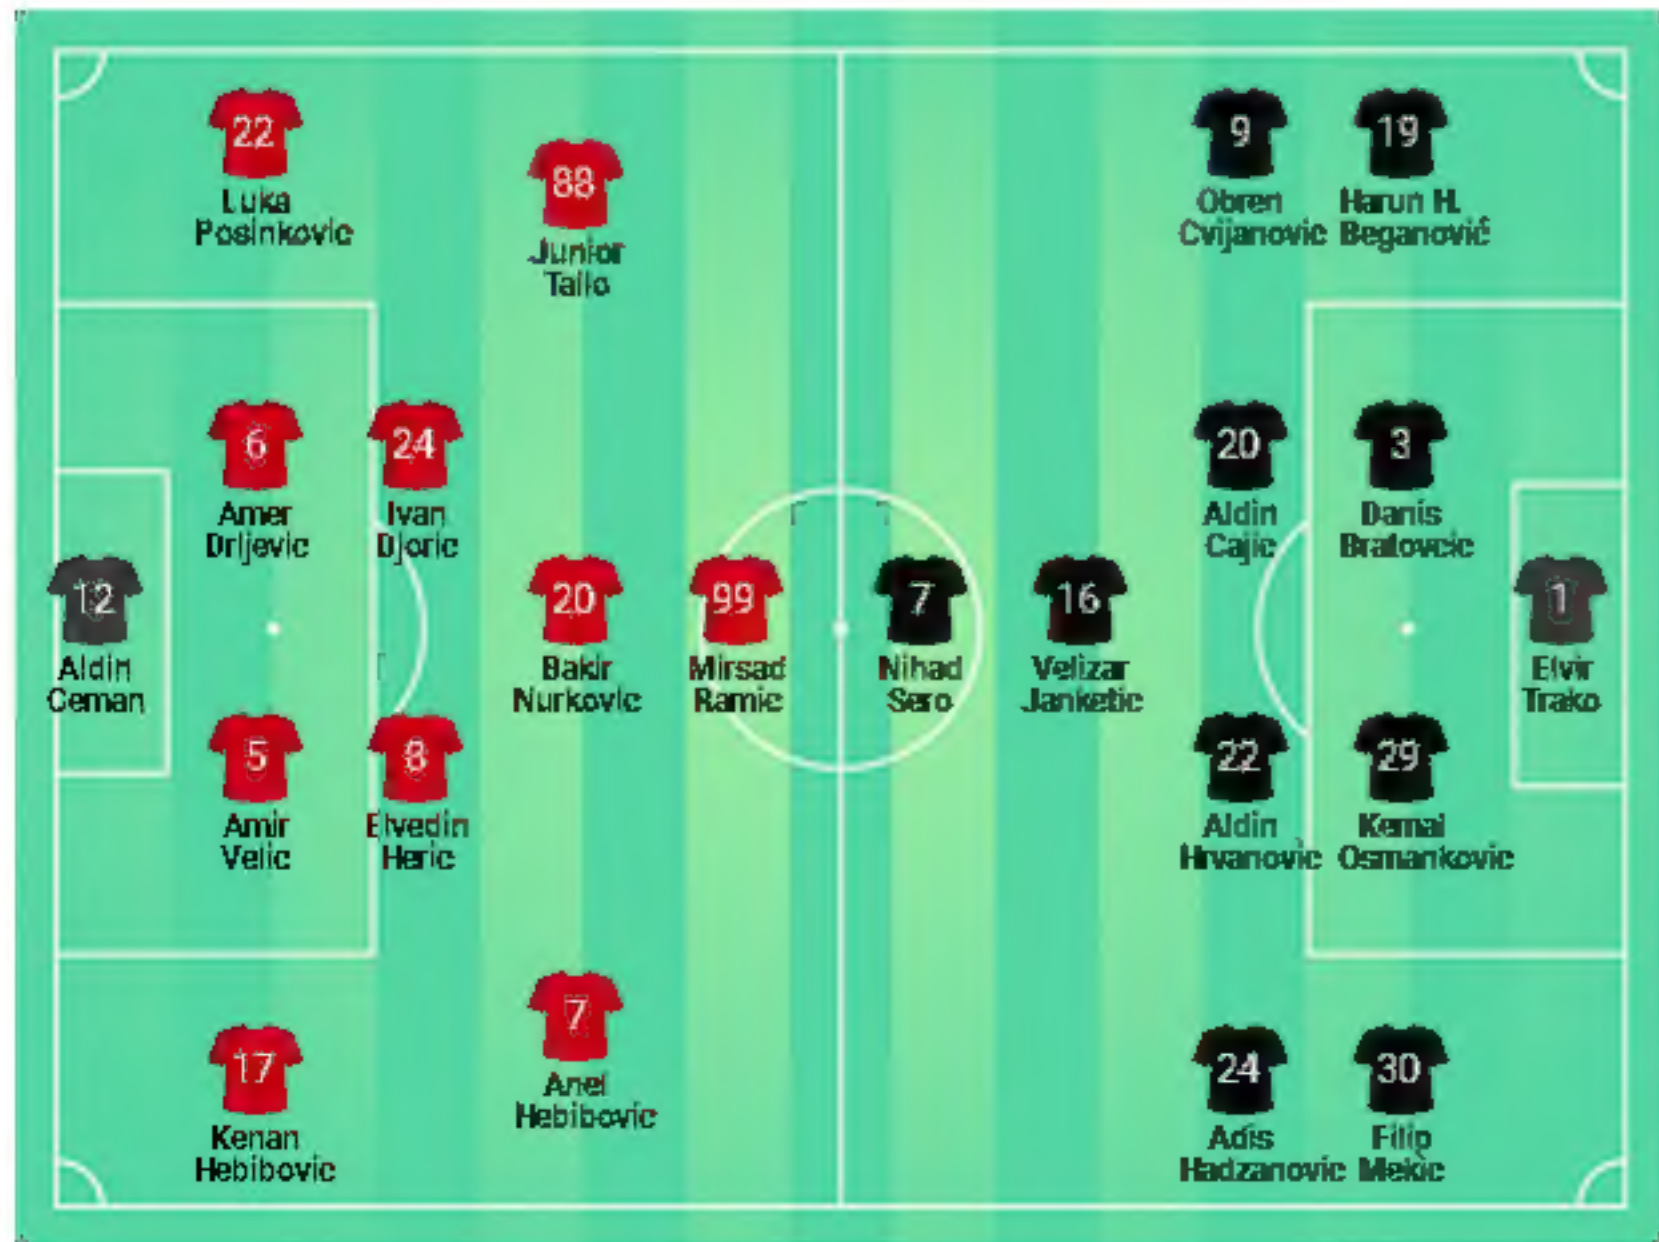 22
Luka
Posinkovic
88
Junior
Tallo
9
Obren
Cvijanovic
19
Harun H.
Beganović
6
Amer
Drljevic
24
Ivan
Djoric
20
Aldin
Cajic
3
Danis
Bratovcic
12
Aldin
Ceman
20
Bakir
Nurkovic
99
Mirsad
Ramic
7
Nihad
Sero
16
Velizar
Janketic
1
Elvir
Trako
5
Amir
Velic
8
Elvedin
Heric
22
Aldin
Hrvanovic
29
Kemal
Osmankovic
17
Kenan
Hebibovic
7
Anel
Hebibovic
24
Adis
Hadzanovic
30
Filip
Mekic